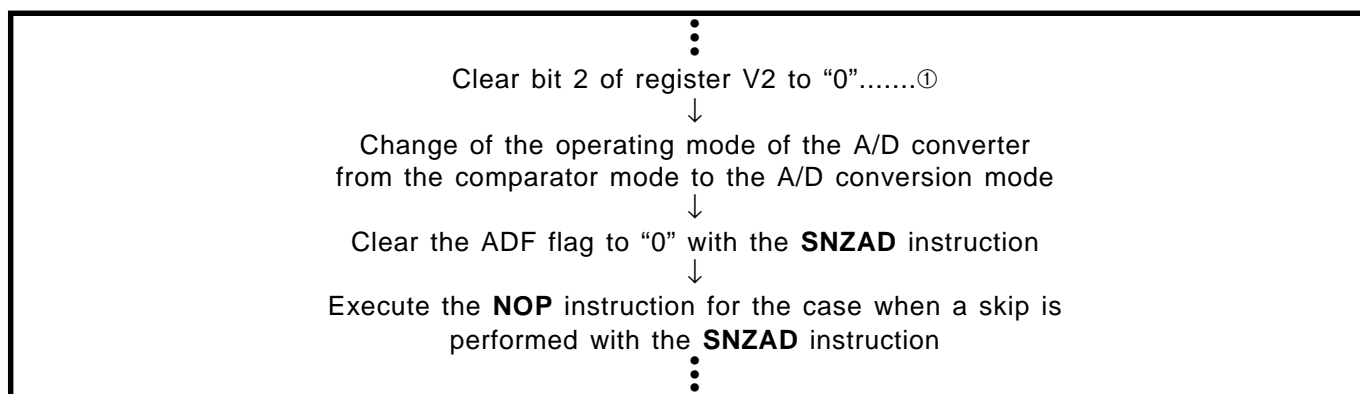 Clear bit 2 of register V2 to “0”.......①
↓
Change of the operating mode of the A/D converter
from the comparator mode to the A/D conversion mode
↓
Clear the ADF flag to “0” with the SNZAD instruction
↓
Execute the NOP instruction for the case when a skip is
performed with the SNZAD instruction